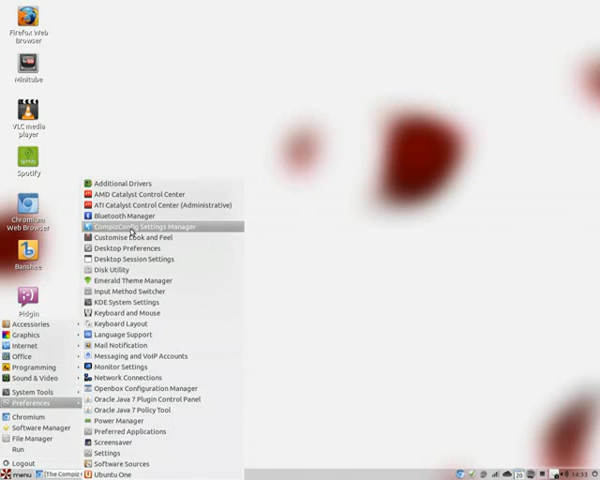 Firefox Web
Browser
Minitube
VLC media
player
Spotify
Chromium
Web Browser
Banshee
Pidgin
Accessories
Graphics
Internet
Office
Programming
Sound & Video
System Tools
Preferences
Chromium
Software Manager
File Manager
Run
Logout
Additional Drivers
AMD Catalyst Control Center
ATI Catalyst Control Center (Administrative)
Bluetooth Manager
CompizConfig Settings Manager
Customise Look and Feel
Desktop Preferences
Desktop Session Settings
Disk Utility
Emerald Theme Manager
Input Method Switcher
KDE System Settings
Keyboard and Mouse
Keyboard Layout
Language Support
Mail Notification
Messaging and VoIP Accounts
Monitor Settings
Network Connections
Openbox Configuration Manager
Oracle Java 7 Plugin Control Panel
Oracle Java 7 Policy Tool
Power Manager
Preferred Applications
Screensaver
Settings
Software Sources
Ubuntu One
menu
[The Compiz
20
14:33